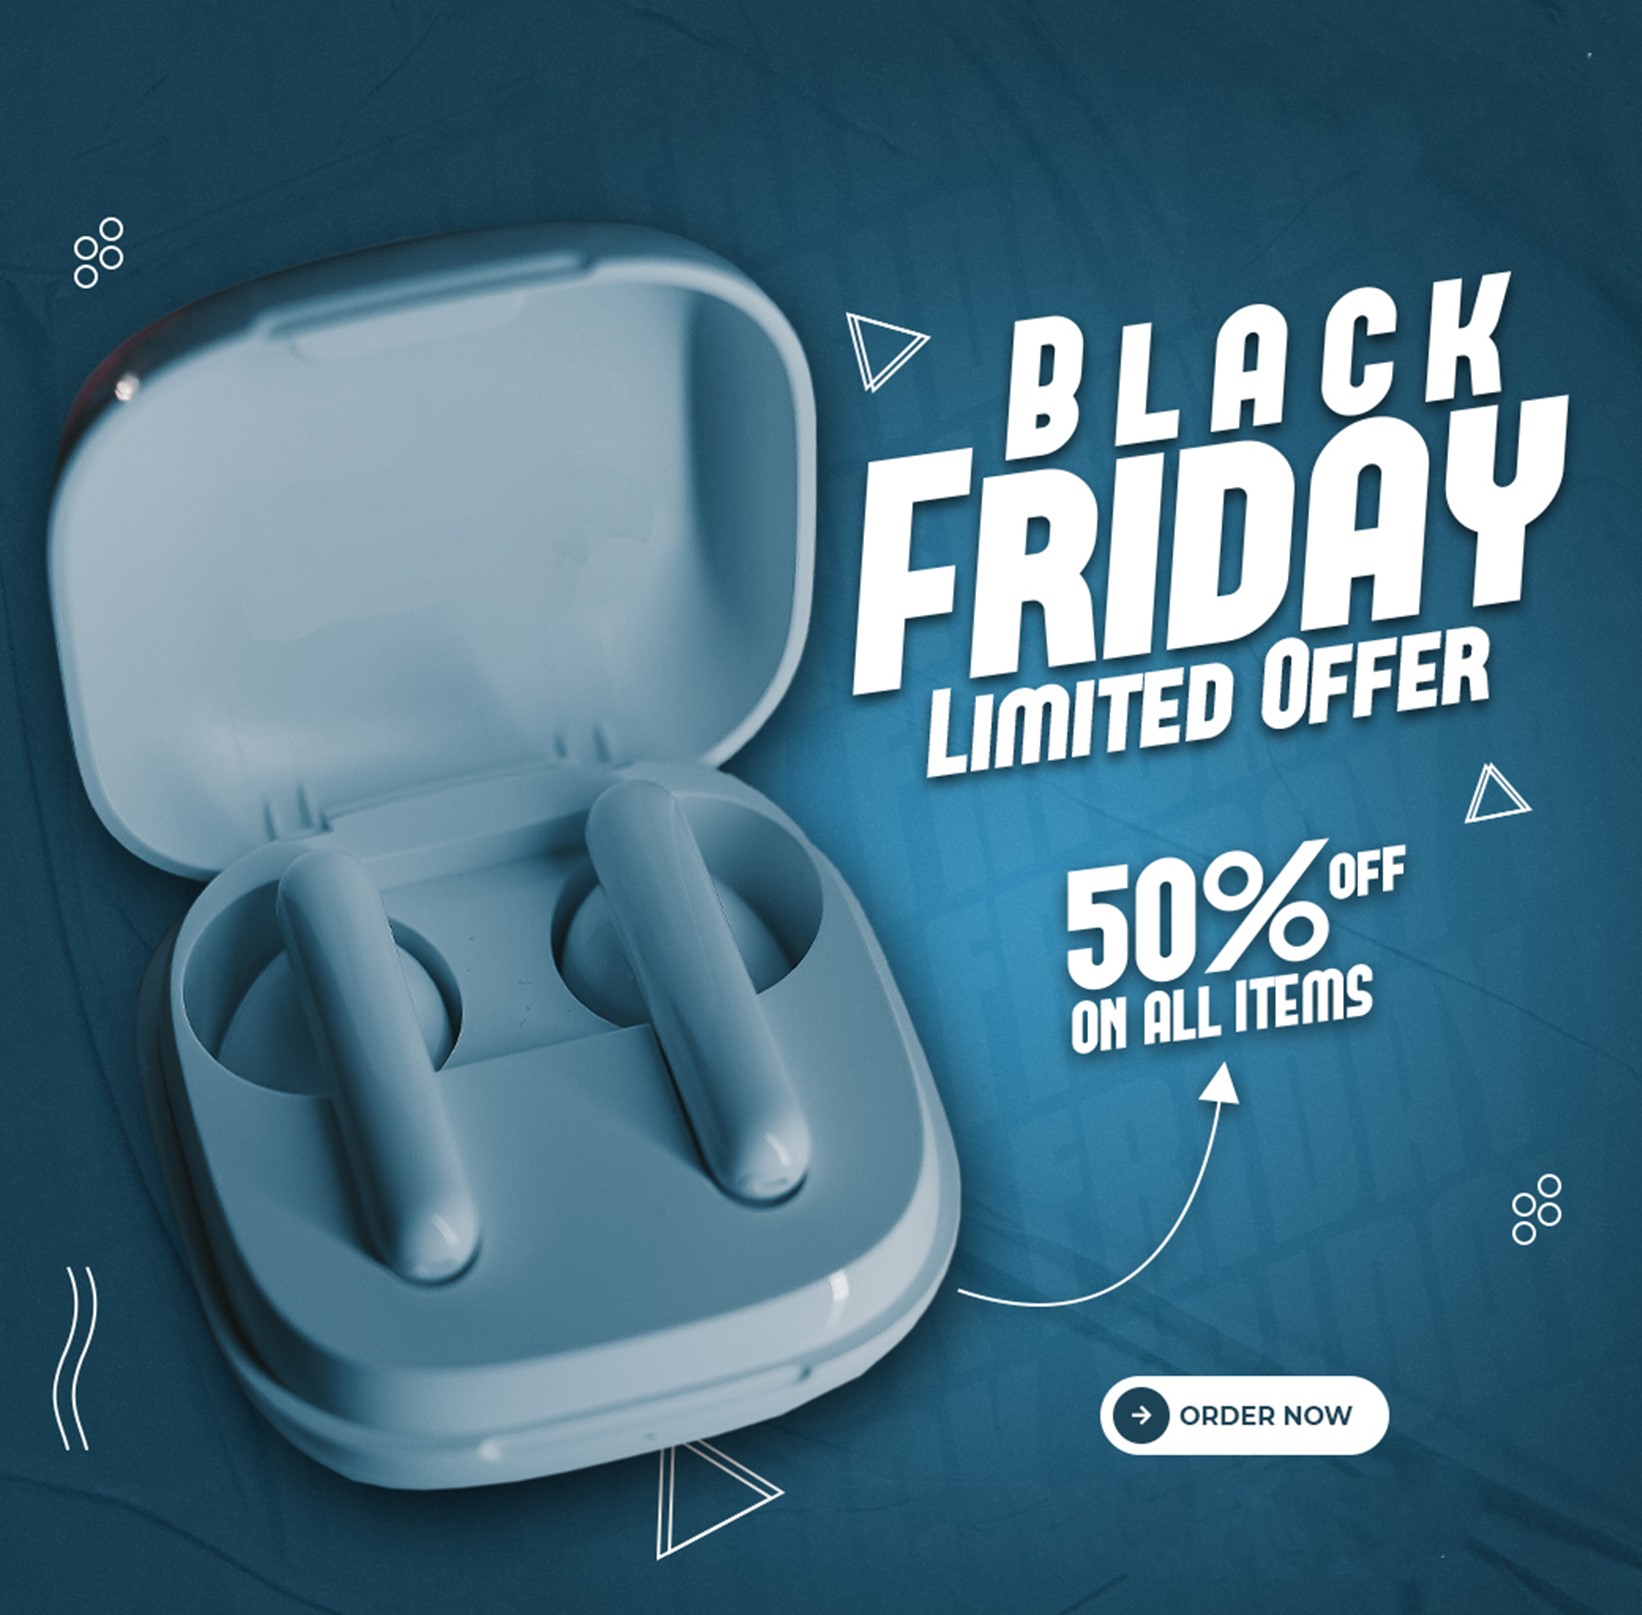 BLACK
FRIDAY
LIMITED OFFER
50% OFF
ON ALL ITEMS
ORDER NOW